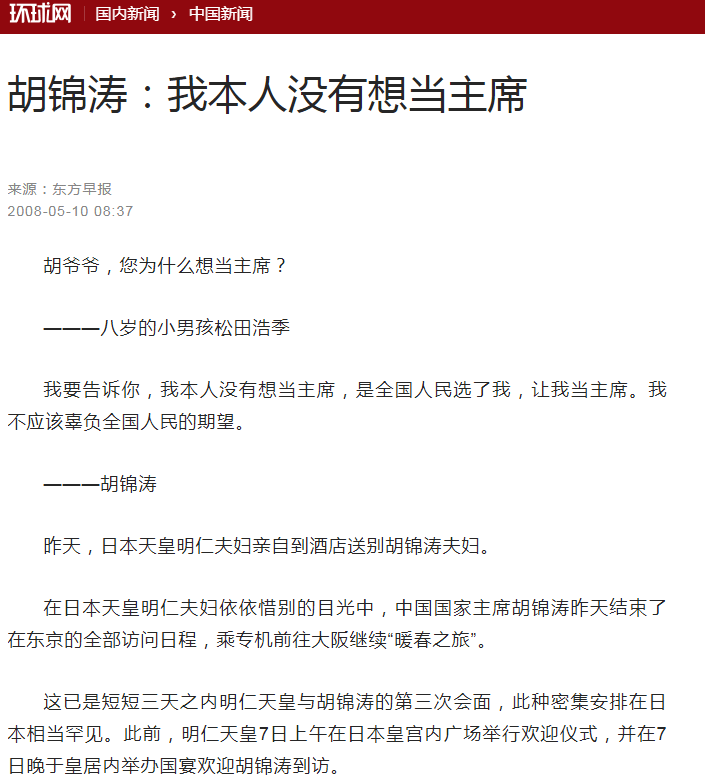 环球网 国内新闻 › 中国新闻
胡锦涛：我本人没有想当主席
来源：东方早报
2008-05-10 08:37
胡爷爷，您为什么想当主席？
———八岁的小男孩松田浩季
我要告诉你，我本人没有想当主席，是全国人民选了我，让我当主席。我
不应该辜负全国人民的期望。
———胡锦涛
昨天，日本天皇明仁夫妇亲自到酒店送别胡锦涛夫妇。
在日本天皇明仁夫妇依依惜别的目光中，中国国家主席胡锦涛昨天结束了
在东京的全部访问日程，乘专机前往大阪继续“暖春之旅”。
这已是短短三天之内明仁天皇与胡锦涛的第三次会面，此种密集安排在日
本相当罕见。此前，明仁天皇7日上午在日本皇宫内广场举行欢迎仪式，并在7
日晚于皇居内举办国宴欢迎胡锦涛到访。